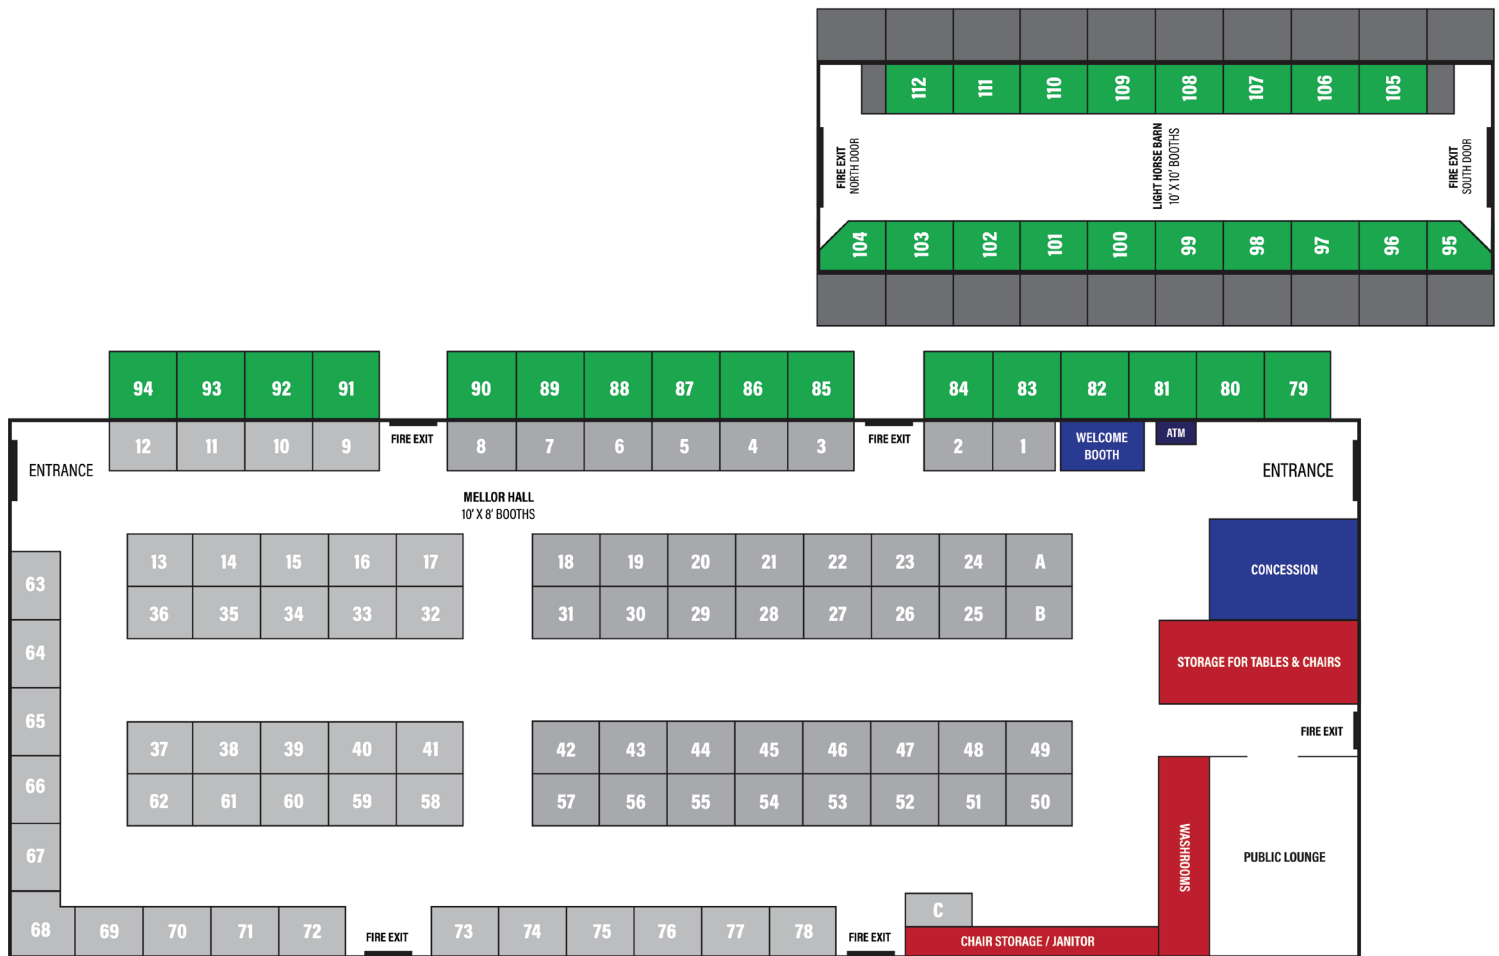 112 111 110 109 108 107 106 105
FIRE EXIT
NORTH DOOR
LIGHT HORSE BARN
10' X 10' BOOTHS
FIRE EXIT
SOUTH DOOR
104 103 102 101 100 99 98 97 96 95
94 93 92 91 90 89 88 87 86 85 84 83 82 81 80 79
12 11 10 9 FIRE EXIT 8 7 6 5 4 3 FIRE EXIT 2 1
WELCOME
BOOTH
ATM
ENTRANCE
ENTRANCE
MELLOR HALL
10' X 8' BOOTHS
13 14 15 16 17 18 19 20 21 22 23 24 A
36 35 34 33 32 31 30 29 28 27 26 25 B
CONCESSION
STORAGE FOR TABLES & CHAIRS
FIRE EXIT
63
64
65
66
67
37 38 39 40 41 42 43 44 45 46 47 48 49
62 61 60 59 58 57 56 55 54 53 52 51 50
WASHROOMS
PUBLIC LOUNGE
C
68 69 70 71 72 FIRE EXIT 73 74 75 76 77 78 FIRE EXIT
CHAIR STORAGE / JANITOR